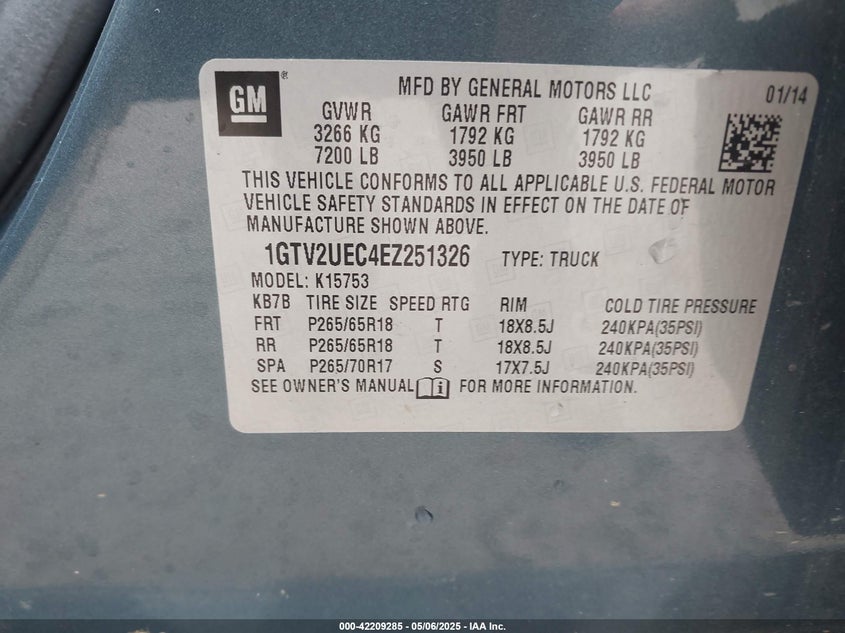 GM ®
MFD BY GENERAL MOTORS LLC 01/14
GVWR GAWR FRT GAWR RR
3266 KG 1792 KG 1792 KG
7200 LB 3950 LB 3950 LB
THIS VEHICLE CONFORMS TO ALL APPLICABLE U.S. FEDERAL MOTOR
VEHICLE SAFETY STANDARDS IN EFFECT ON THE DATE OF
MANUFACTURE SHOWN ABOVE.
1GTV2UEC4EZ251326 TYPE: TRUCK
MODEL: K15753
KB7B TIRE SIZE SPEED RTG RIM COLD TIRE PRESSURE
FRT P265/65R18 T 18X8.5J 240KPA(35PSI)
RR P265/65R18 T 18X8.5J 240KPA(35PSI)
SPA P265/70R17 S 17X7.5J 240KPA(35PSI)
SEE OWNER'S MANUAL i FOR MORE INFORMATION.
000-42209285 - 05/06/2025 - IAA Inc.